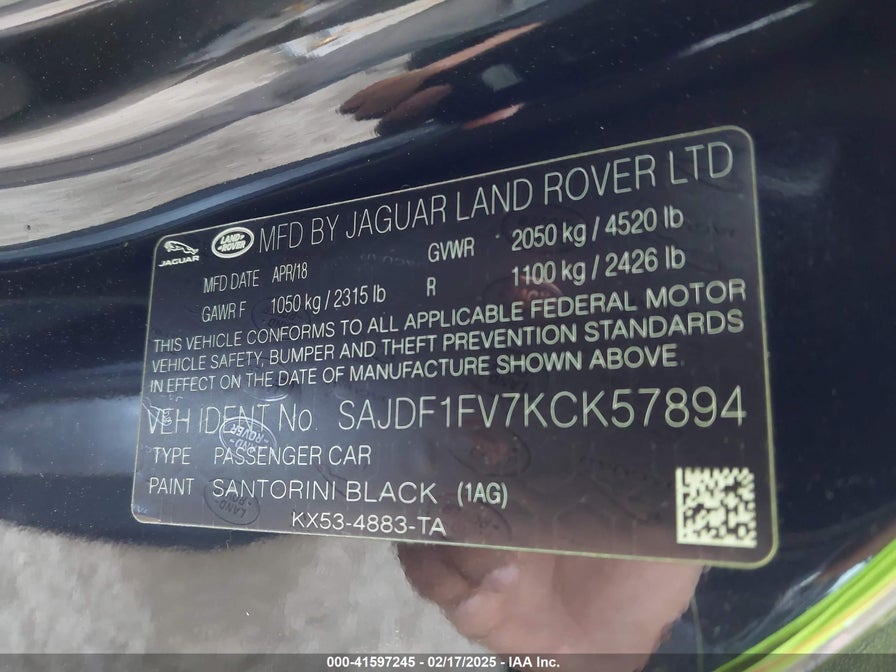 JAGUAR LAND ROVER MFD BY JAGUAR LAND ROVER LTD
MFD DATE APR/18 GVWR 2050 kg / 4520 lb
GAWR F 1050 kg / 2315 lb R 1100 kg / 2426 lb
THIS VEHICLE CONFORMS TO ALL APPLICABLE FEDERAL MOTOR
VEHICLE SAFETY, BUMPER AND THEFT PREVENTION STANDARDS
IN EFFECT ON THE DATE OF MANUFACTURE SHOWN ABOVE
VEH IDENT No. SAJDF1FV7KCK57894
TYPE PASSENGER CAR
PAINT SANTORINI BLACK (1AG)
KX53-4883-TA
000-41597245 - 02/17/2025 - IAA Inc.